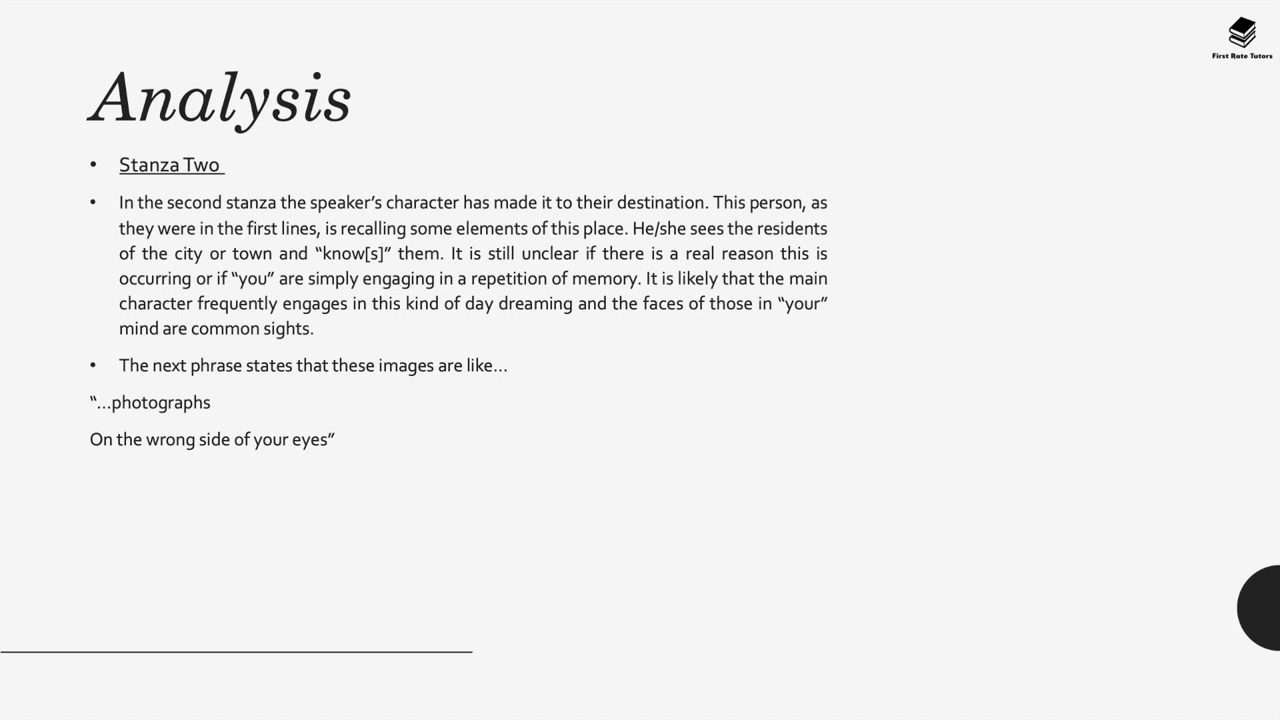 First Rate Tutors
Analysis
• Stanza Two
• In the second stanza the speaker’s character has made it to their destination. This person, as
they were in the first lines, is recalling some elements of this place. He/she sees the residents
of the city or town and “know[s]” them. It is still unclear if there is a real reason this is
occurring or if “you” are simply engaging in a repetition of memory. It is likely that the main
character frequently engages in this kind of day dreaming and the faces of those in “your”
mind are common sights.
• The next phrase states that these images are like…
“…photographs
On the wrong side of your eyes”